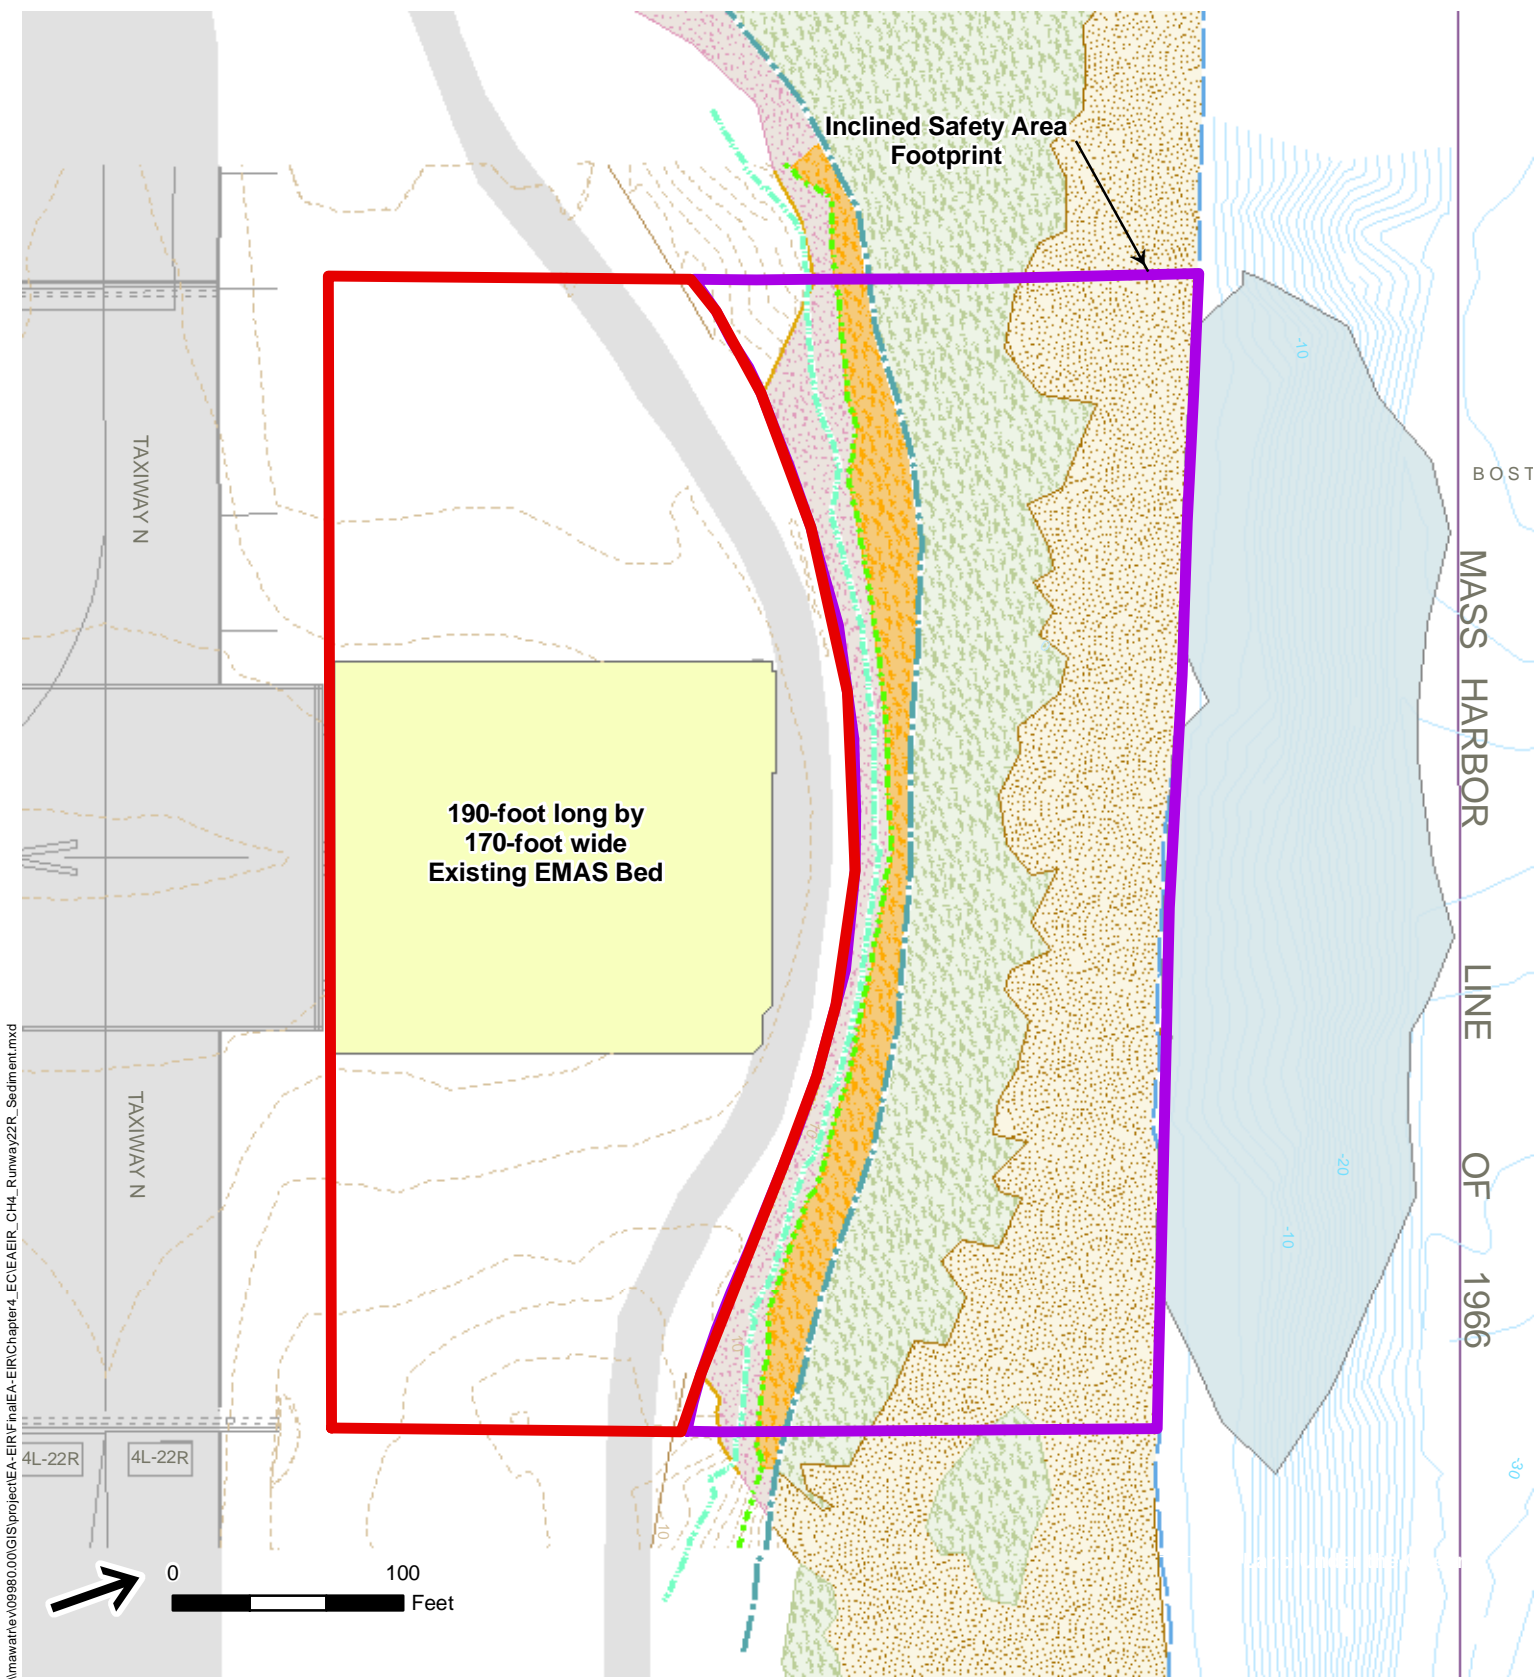 Inclined Safety Area
Footprint
-10
TAXIWAY N
BOST
MASS HARBOR LINE OF 1966
190-foot long by
170-foot wide
Existing EMAS Bed
TAXIWAY N
-20
-10
10
4L-22R
4L-22R
-30
10
0 100
Feet
\\mawatr\ev\09980.00\GIS\project\EA-EIR\FinalEA-EIR\Chapter4_EC\EAEIR_CH4_Runway22R_Sediment.mxd